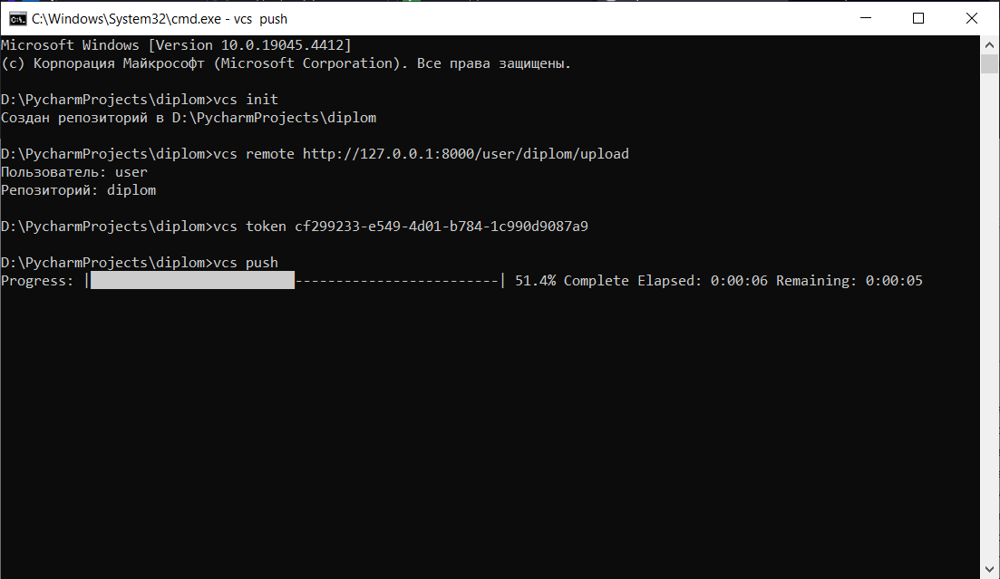 C:\Windows\System32\cmd.exe - vcs  push
Microsoft Windows [Version 10.0.19045.4412]
(c) Корпорация Майкрософт (Microsoft Corporation). Все права защищены.
D:\PycharmProjects\diplom>vcs init
Создан репозиторий в D:\PycharmProjects\diplom
D:\PycharmProjects\diplom>vcs remote http://127.0.0.1:8000/user/diplom/upload
Пользователь: user
Репозиторий: diplom
D:\PycharmProjects\diplom>vcs token cf299233-e549-4d01-b784-1c990d9087a9
D:\PycharmProjects\diplom>vcs push
Progress: |█████████████████████████-------------------------| 51.4% Complete Elapsed: 0:00:06 Remaining: 0:00:05